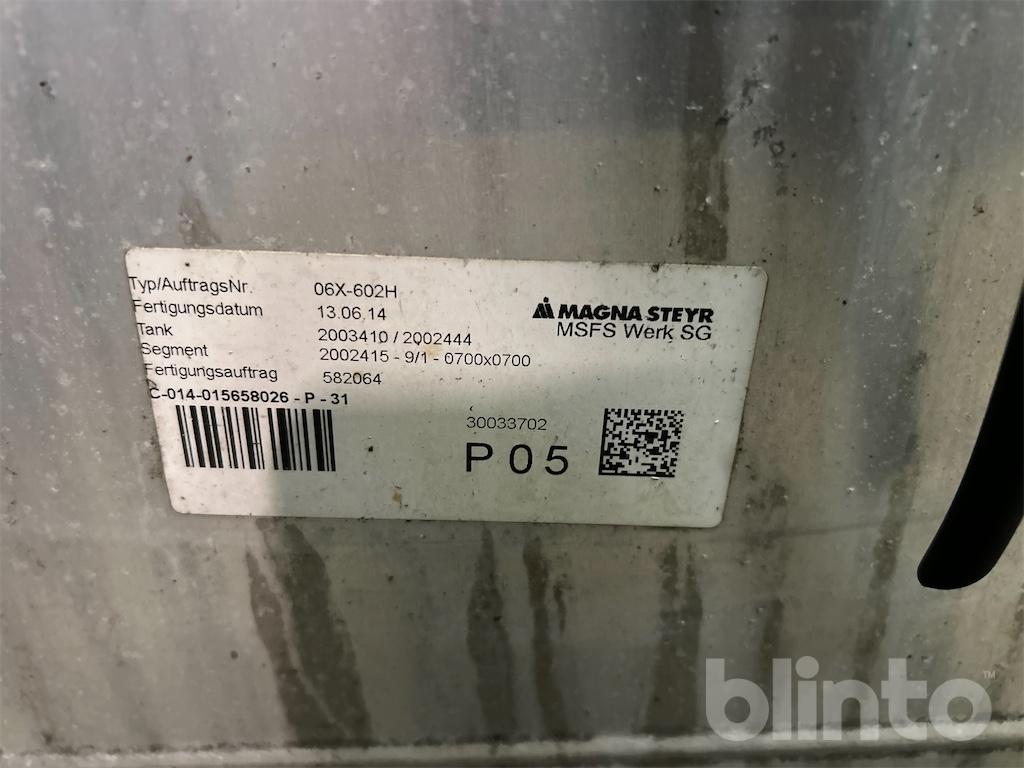 Typ/AuftragsNr. 06X-602H
Fertigungsdatum 13.06.14
Tank 2003410 / 2002444
Segment 2002415 - 9/1 - 0700x0700
Fertigungsauftrag 582064
C-014-015658026 - P - 31
MAGNA STEYR
MSFS Werk SG
30033702
P 05
blinto™